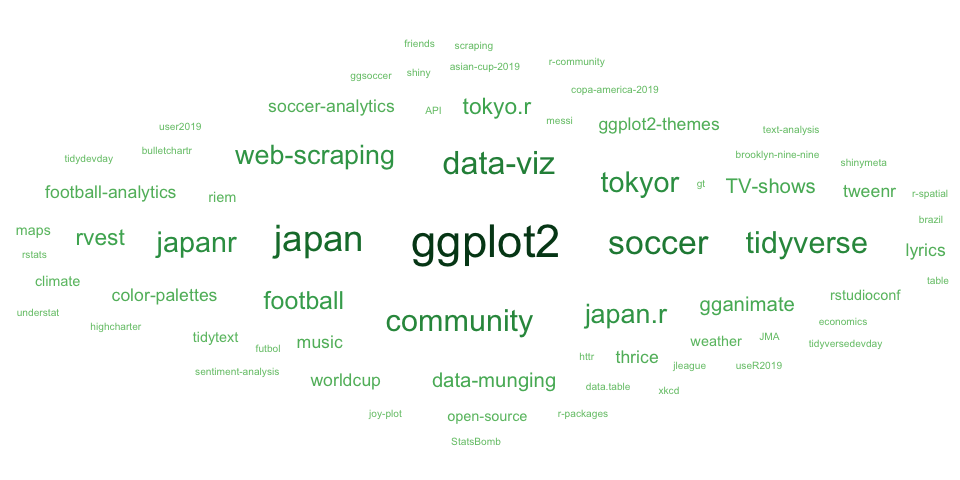 friends scraping
ggsoccer shiny asian-cup-2019 r-community
copa-america-2019
soccer-analytics API tokyo.r messi ggplot2-themes
user2019 text-analysis
tidydevday bulletchartr web-scraping data-viz brooklyn-nine-nine shinymeta
football-analytics riem tokyor gt TV-shows tweenr r-spatial
maps rvest japanr japan ggplot2 soccer tidyverse lyrics brazil
rstats
climate color-palettes football gganimate rstudioconf table
understat highcharter community japan.r economics
tidytext futbol music weather JMA tidyversedevday
sentiment-analysis httr thrice jleague useR2019
worldcup data-munging data.table xkcd
joy-plot open-source r-packages
StatsBomb